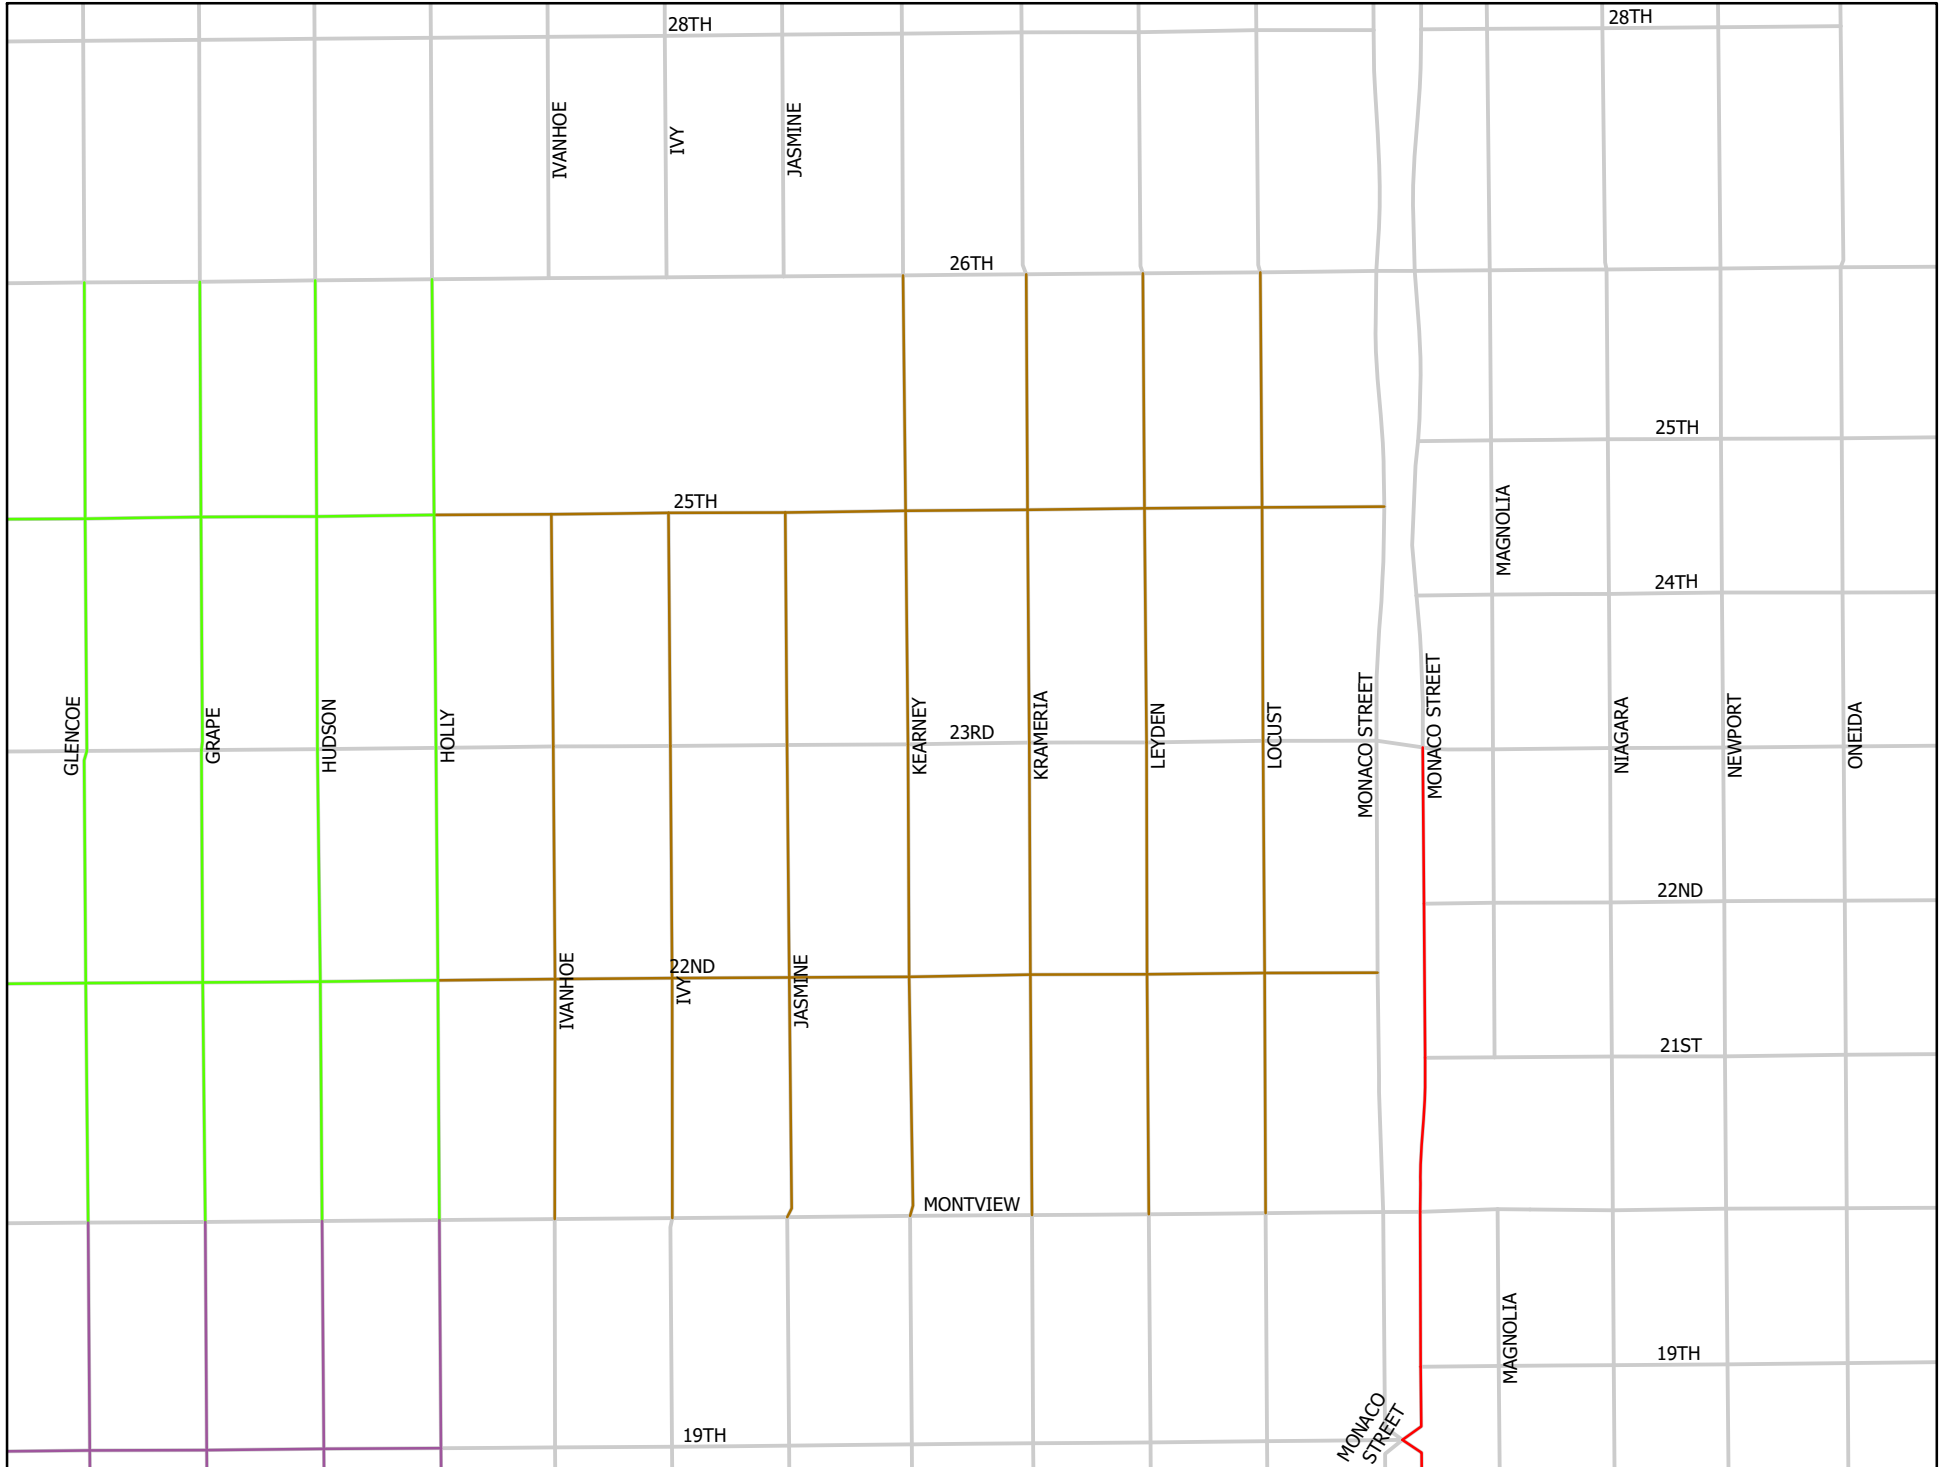 28TH
28TH
IVANHOE
IVY
JASMINE
26TH
25TH
25TH
MAGNOLIA
24TH
GLENCOE
GRAPE
HUDSON
HOLLY
KEARNEY
23RD
KRAMERIA
LEYDEN
LOCUST
MONACO STREET
MONACO STREET
NIAGARA
NEWPORT
ONEIDA
22ND
22ND
IVANHOE
IVY
JASMINE
21ST
MONTVIEW
MAGNOLIA
19TH
19TH
MONACO
STREET